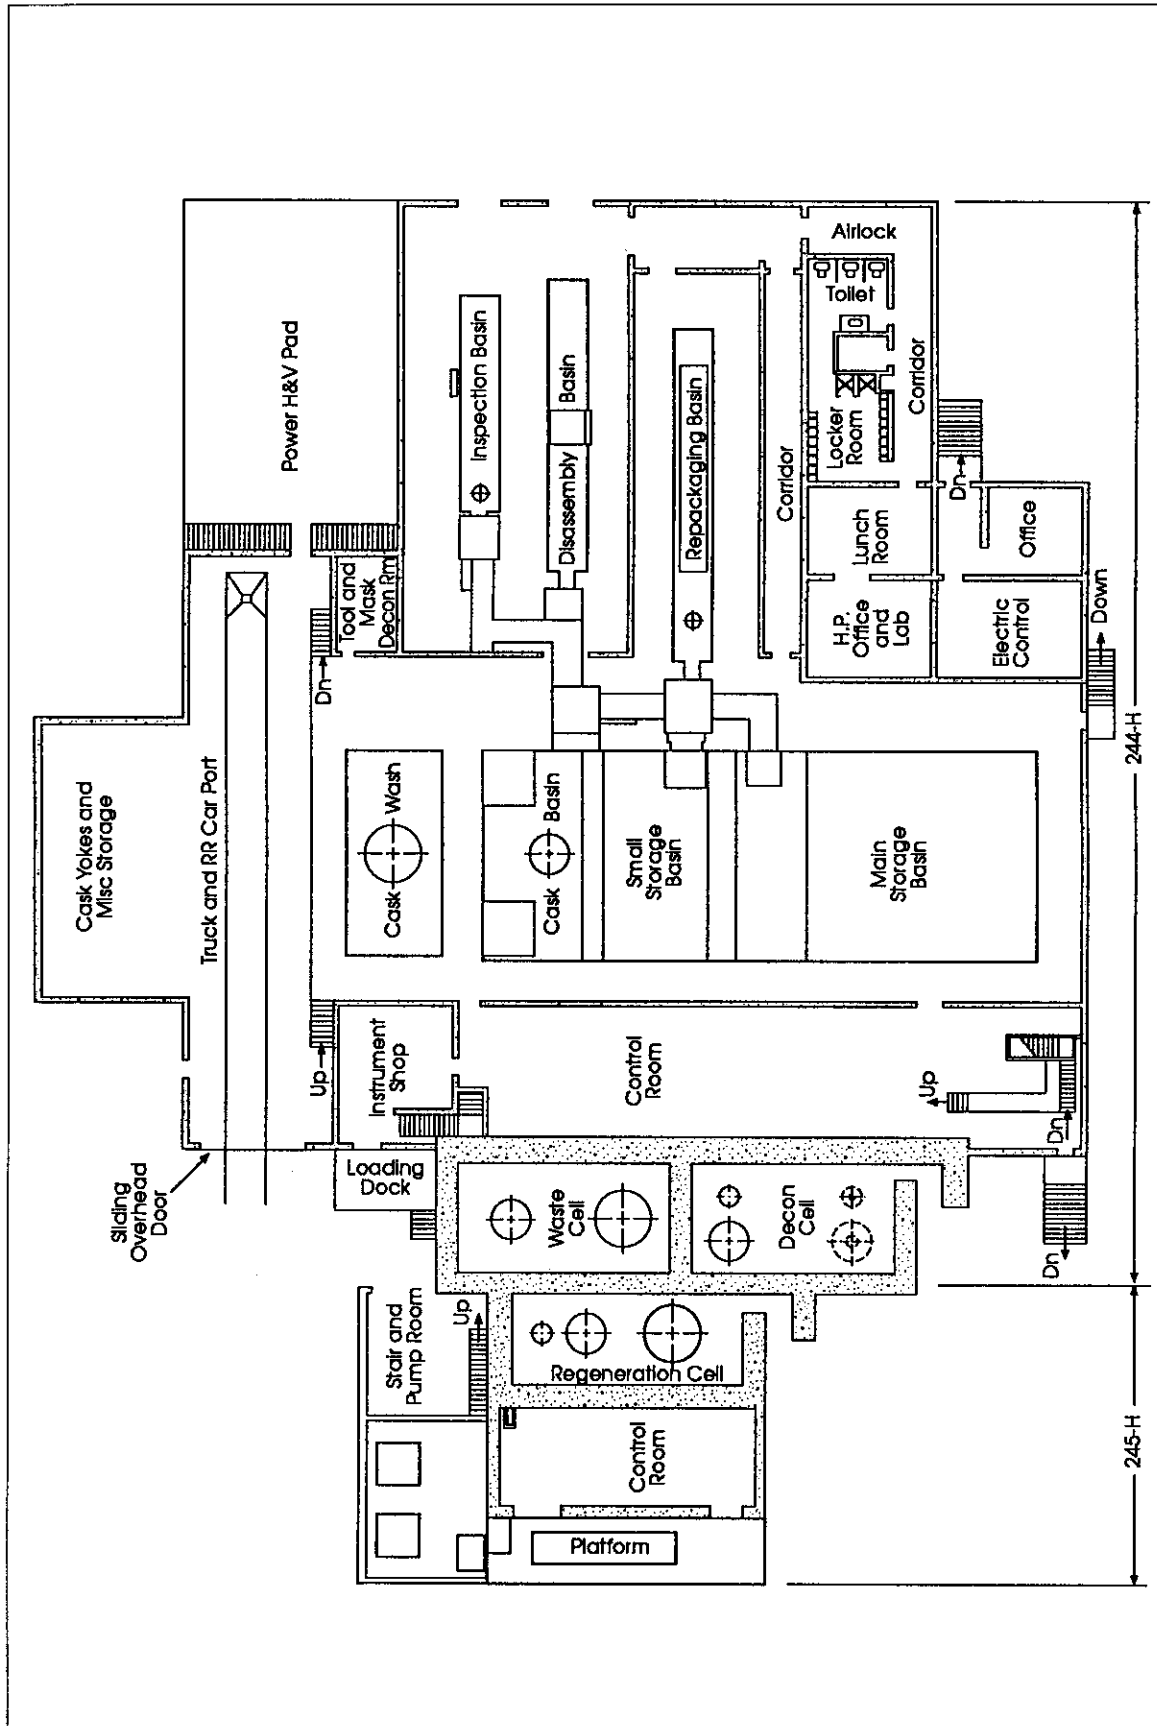 Cask Yokes and
Misc Storage
Truck and RR Car Port
Sliding
Overhead
Door
Power H&V Pad
Up
Dn
Tool and
Mask
Decon Rm
Instrument
Shop
Loading
Dock
Cask Wash
Cask Basin
Small
Storage
Basin
Main
Storage
Basin
Inspection Basin
Disassembly Basin
Repackaging Basin
Corridor
Airlock
Toilet
Locker
Room
Corridor
Lunch
Room
H.P.
Office
and
Lab
Dn
Office
Electric
Control
Down
Control
Room
Up
Dn
Dn
Waste
Cell
Decon
Cell
Stair and
Pump Room
Up
Regeneration Cell
Control
Room
Platform
245-H
244-H